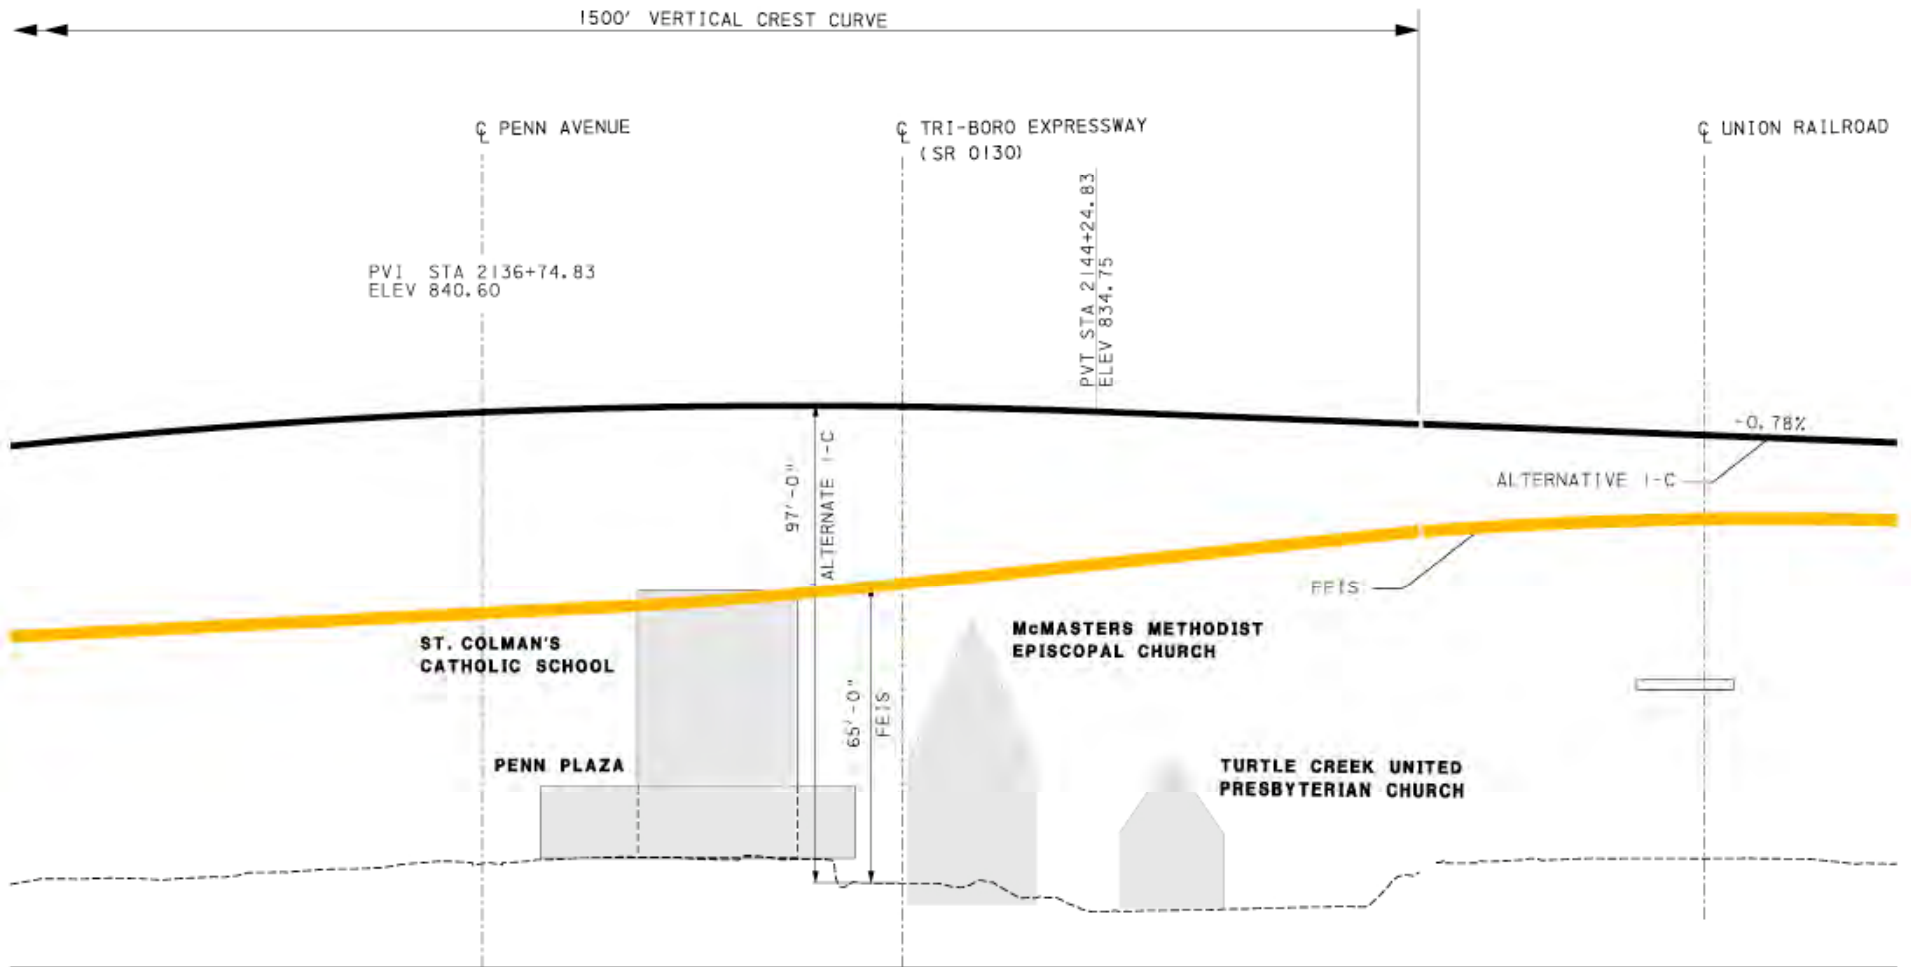 1500' VERTICAL CREST CURVE
℄ PENN AVENUE
℄ TRI-BORO EXPRESSWAY
(SR 0130)
℄ UNION RAILROAD
PVI STA 2136+74.83
ELEV 840.60
PVT STA 2144+24.83
ELEV 834.75
-0.78%
ALTERNATIVE 1-C
97'-0"
ALTERNATE 1-C
FEIS
ST. COLMAN'S
CATHOLIC SCHOOL
McMASTERS METHODIST
EPISCOPAL CHURCH
65'-0"
FEIS
PENN PLAZA
TURTLE CREEK UNITED
PRESBYTERIAN CHURCH